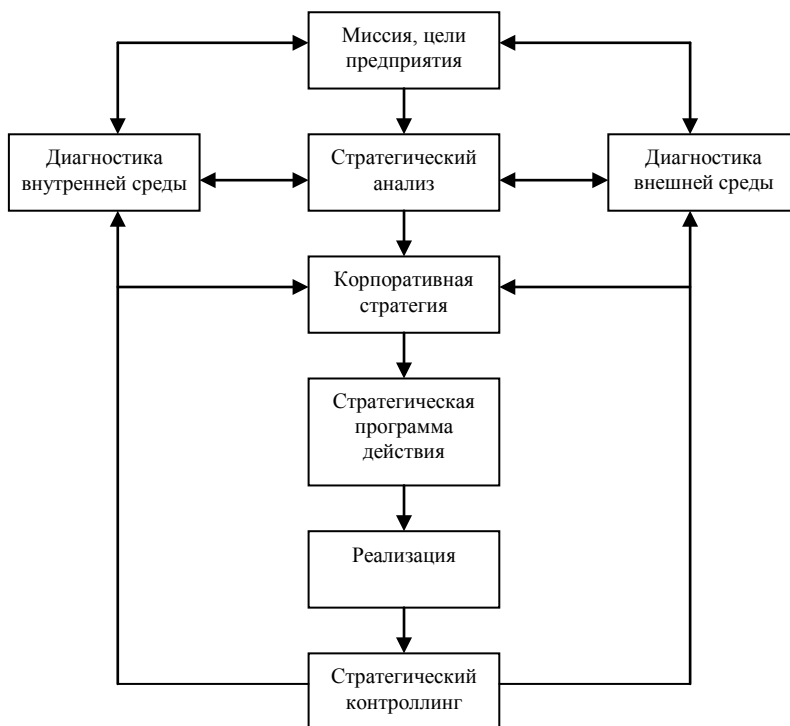 Миссия, цели
предприятия
Диагностика
внутренней среды
Стратегический
анализ
Диагностика
внешней среды
Корпоративная
стратегия
Стратегическая
программа
действия
Реализация
Стратегический
контроллинг